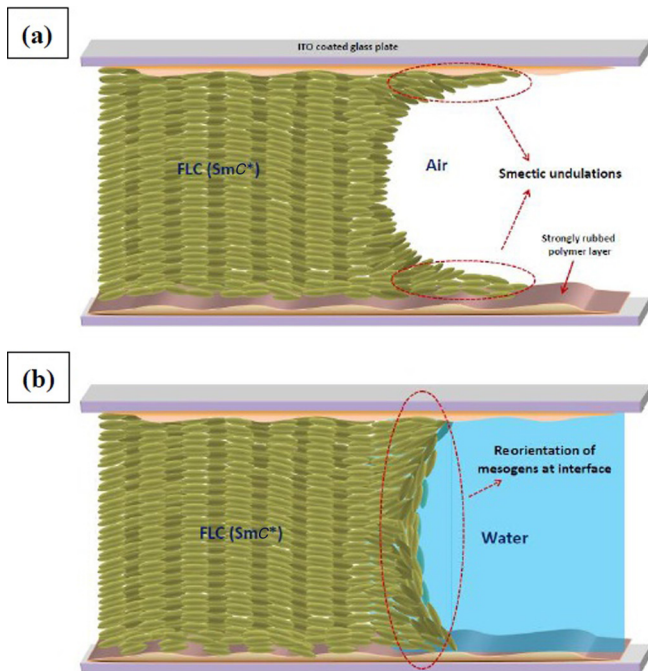 (a)
ITO coated glass plate
FLC (SmC*)
Air
Smectic undulations
Strongly rubbed
polymer layer
(b)
Reorientation of
mesogens at interface
FLC (SmC*)
Water